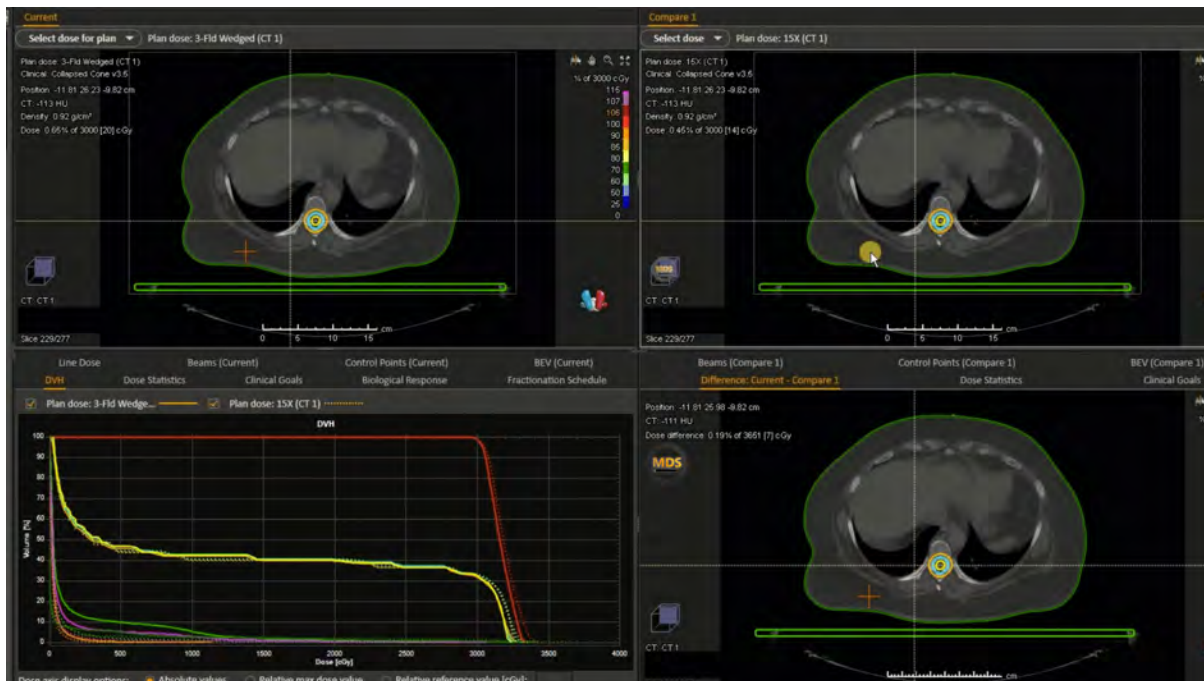 Current
Select dose for plan Plan dose: 3-Fld Wedged (CT 1)
Plan dose: 3-Fld Wedged (CT 1)
Clinical: Collapsed Cone v3.5
Position: -11.81 26.23 -9.82 cm
CT: -113 HU
Density: 0.92 g/cm³
Dose: 0.65% of 3000 [20] cGy
% of 3000 cGy
115
107
105
100
95
90
85
80
70
60
50
25
0
CT: CT 1
0 5 10 15 cm
Slice 229/277
Compare 1
Select dose Plan dose: 15X (CT 1)
Plan dose: 15X (CT 1)
Clinical: Collapsed Cone v3.5
Position: -11.81 26.23 -9.82 cm
CT: -113 HU
Density: 0.92 g/cm³
Dose: 0.45% of 3000 [14] cGy
CT: CT 1
0 5 10 15 cm
Line Dose Beams (Current) Control Points (Current) BEV (Current)
DVH Dose Statistics Clinical Goals Biological Response Fractionation Schedule
Plan dose: 3-Fld Wedge... Plan dose: 15X (CT 1)
DVH
Volume [%]
100
90
80
70
60
50
40
30
20
10
0
0 500 1000 1500 2000 2500 3000 3500 4000
Dose [cGy]
Dose axis display options: Absolute values Relative max dose value Relative reference value [cGy]:
Beams (Compare 1) Control Points (Compare 1) BEV (Compare 1)
Difference: Current - Compare 1 Dose Statistics Clinical Goals
Position: -11.81 25.98 -9.82 cm
CT: -111 HU
Dose difference: 0.19% of 3651 [7] cGy
MDS
CT: CT 1
cm